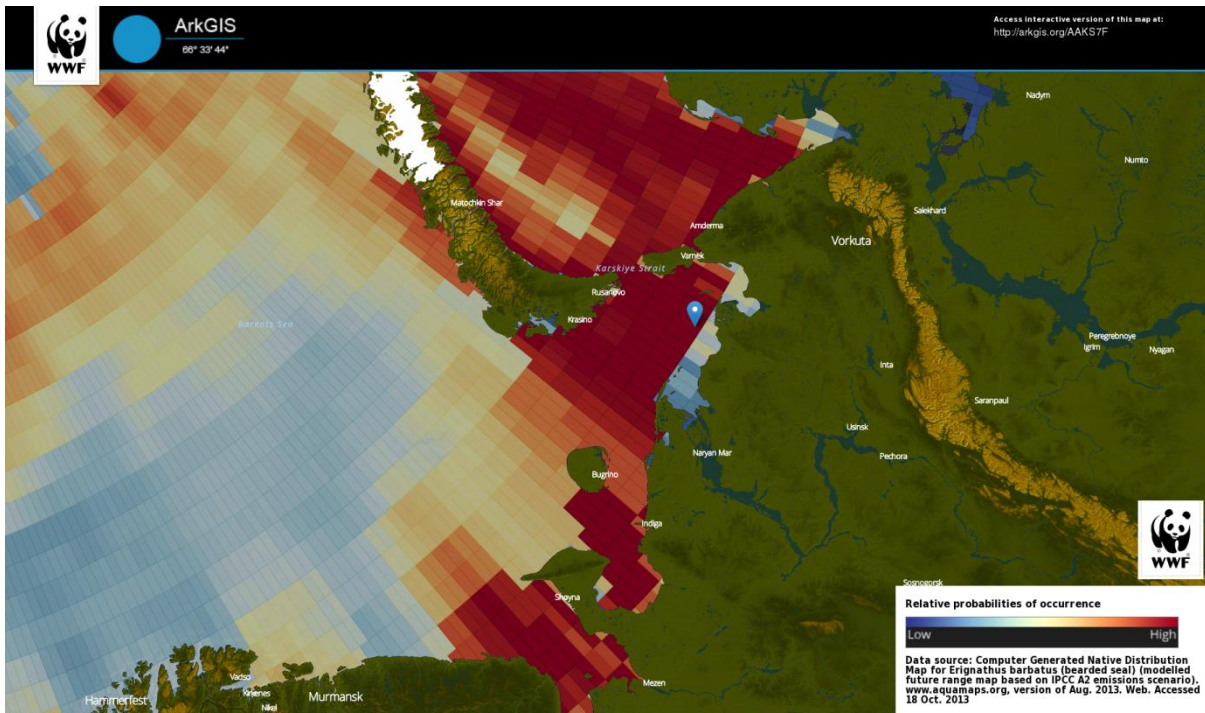 WWF
ArkGIS
66° 33' 44"
Access interactive version of this map at:
http://arkgis.org/AAKS7F
Nadym
Numto
Matochkin Shar
Salekhard
Amderma
Vorkuta
Varnek
Karskiye Strait
Rusanovo
Krasino
Barents Sea
Peregrebnoye
Igrim
Nyagan
Inta
Saranpaul
Usinsk
Naryan Mar
Pechora
Bugrino
Indiga
WWF
Sosnogorsk
Shoyna
Relative probabilities of occurrence
Low
High
Data source: Computer Generated Native Distribution
Map for Erignathus barbatus (bearded seal) (modelled
future range map based on IPCC A2 emissions scenario).
www.aquamaps.org, version of Aug. 2013. Web. Accessed
18 Oct. 2013
Vadso
Mezen
Kirkenes
Murmansk
Hammerfest
Nikel